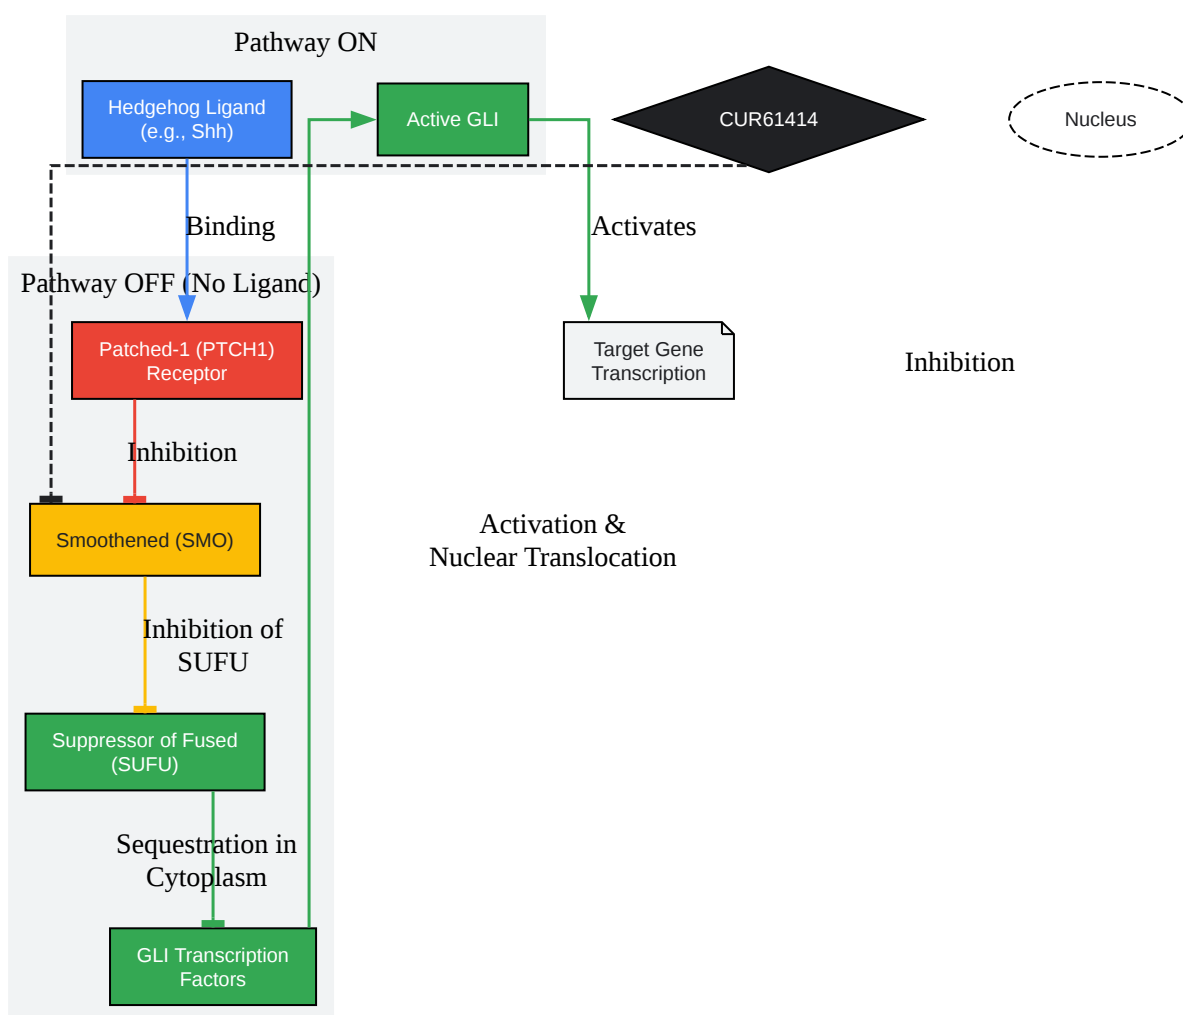 Pathway ON
Hedgehog Ligand
(e.g., Shh)
Active GLI
CUR61414
Nucleus
Binding
Activates
Pathway OFF (No Ligand)
Patched-1 (PTCH1)
Receptor
Target Gene
Transcription
Inhibition
Inhibition
Smoothened (SMO)
Activation &
Nuclear Translocation
Inhibition of
SUFU
Suppressor of Fused
(SUFU)
Sequestration in
Cytoplasm
GLI Transcription
Factors